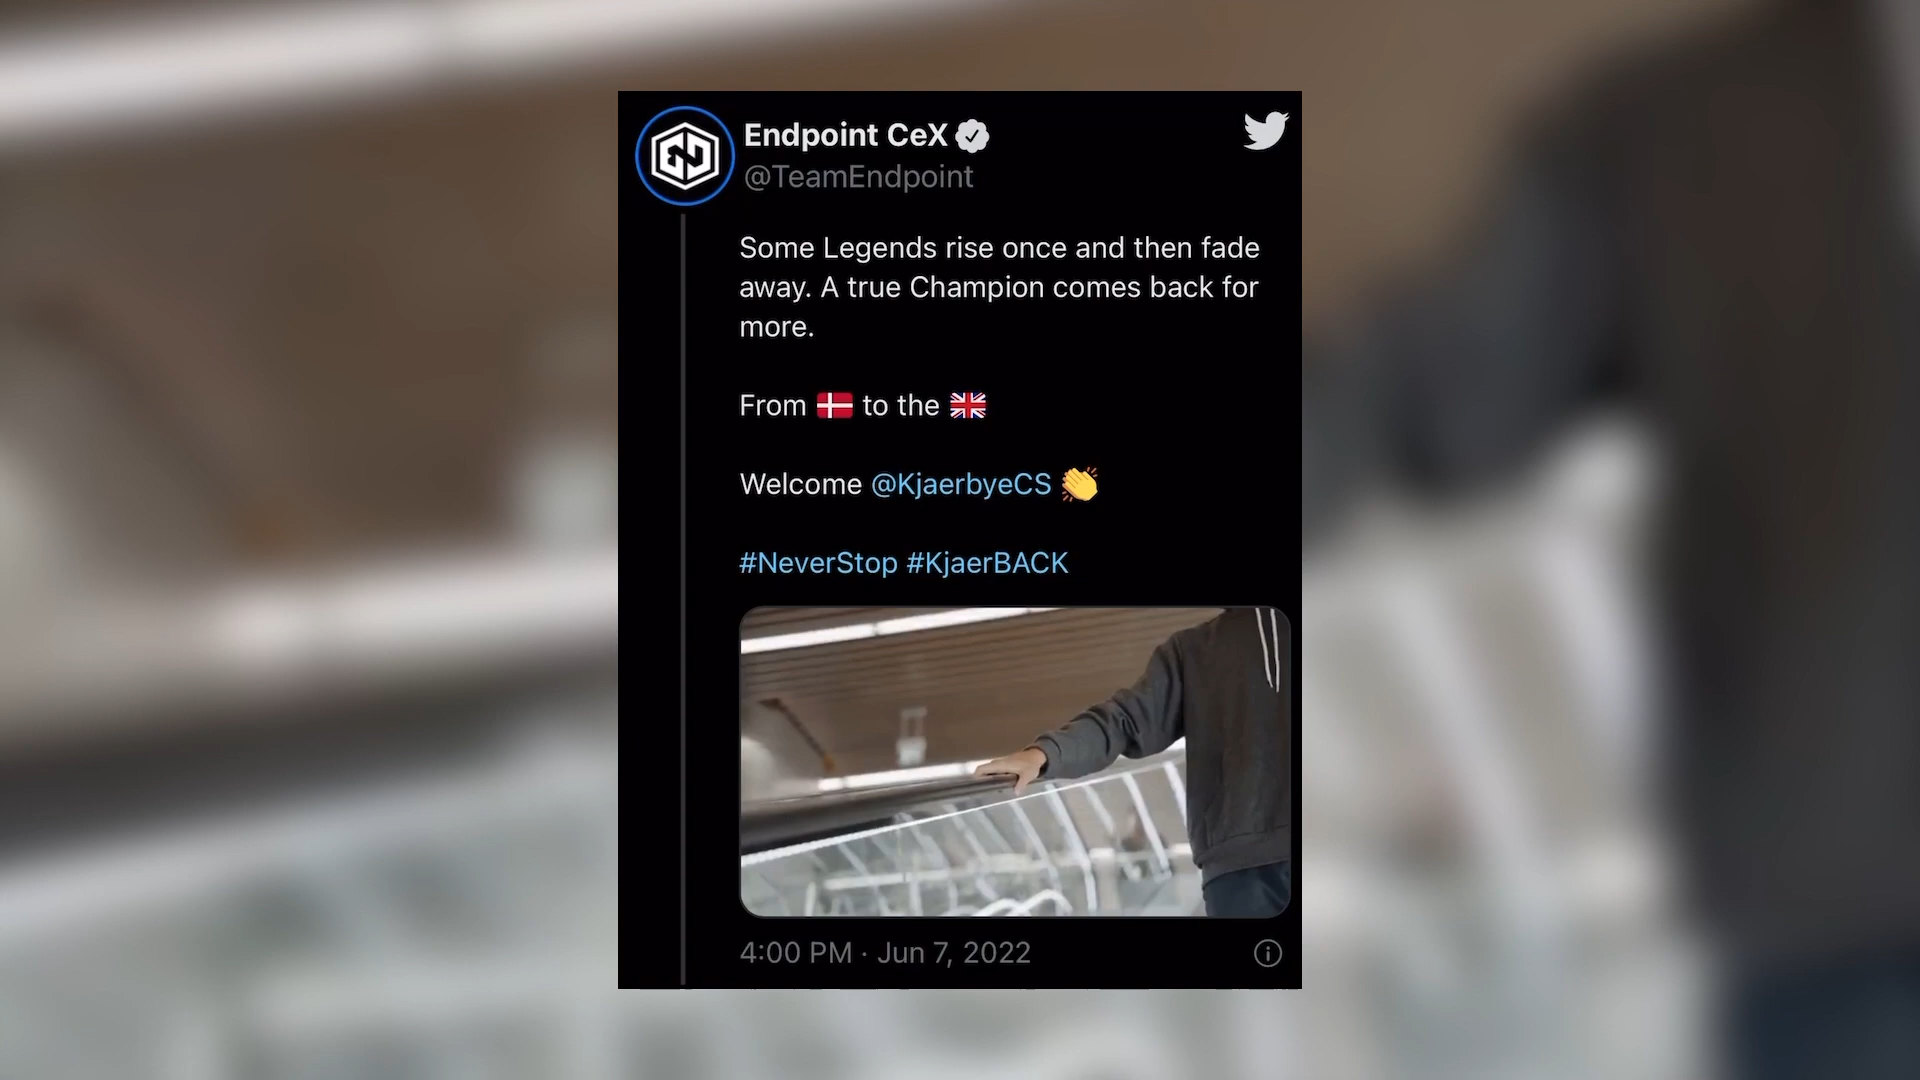 Endpoint CeX
@TeamEndpoint
Some Legends rise once and then fade
away. A true Champion comes back for
more.
From 🇩🇰 to the 🇬🇧
Welcome @KjaerbyeCS 👏
#NeverStop #KjaerBACK
4:00 PM · Jun 7, 2022